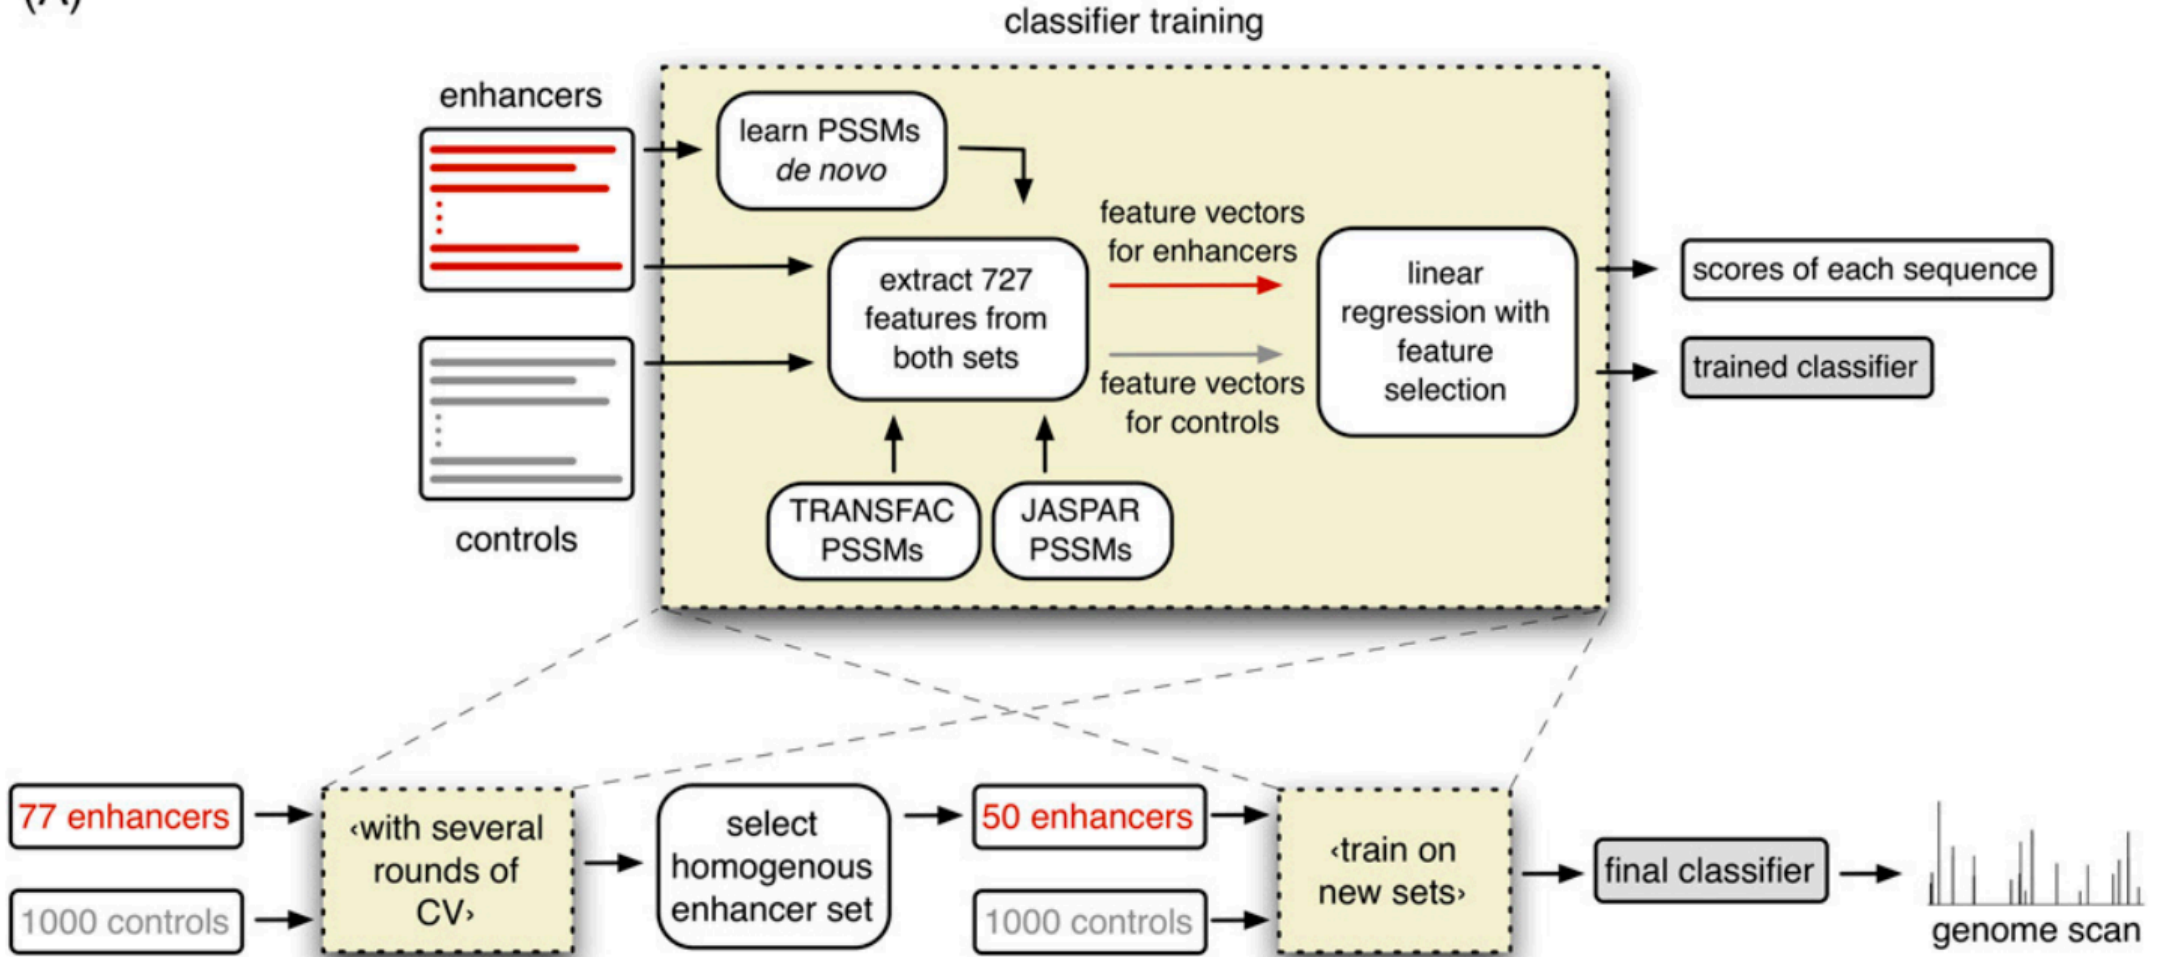 (A)
classifier training
enhancers
learn PSSMs
de novo
feature vectors
for enhancers
extract 727
features from
both sets
linear
regression with
feature
selection
scores of each sequence
trained classifier
feature vectors
for controls
TRANSFAC
PSSMs
JASPAR
PSSMs
controls
77 enhancers
1000 controls
‹with several
rounds of
CV›
select
homogenous
enhancer set
50 enhancers
1000 controls
‹train on
new sets›
final classifier
genome scan